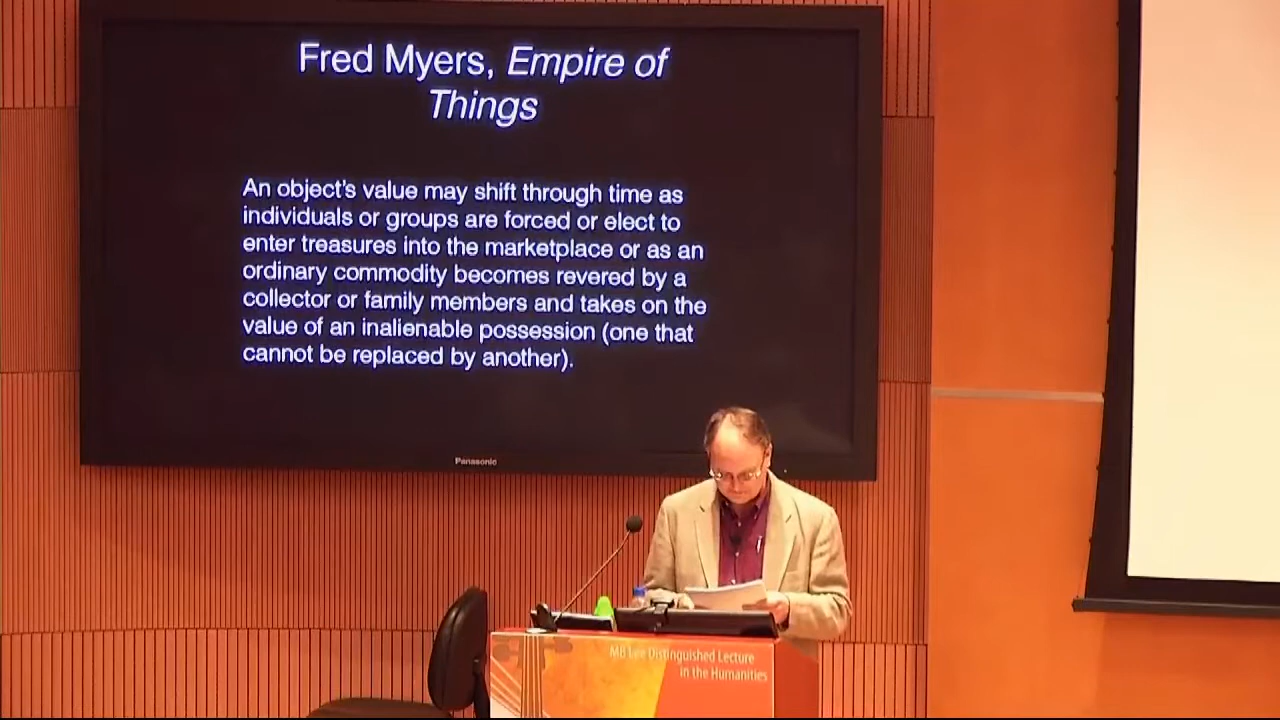 Fred Myers, Empire of
Things
An object's value may shift through time as
individuals or groups are forced or elect to
enter treasures into the marketplace or as an
ordinary commodity becomes revered by a
collector or family members and takes on the
value of an inalienable possession (one that
cannot be replaced by another).
Panasonic
MB Lee Distinguished Lecture
in the Humanities